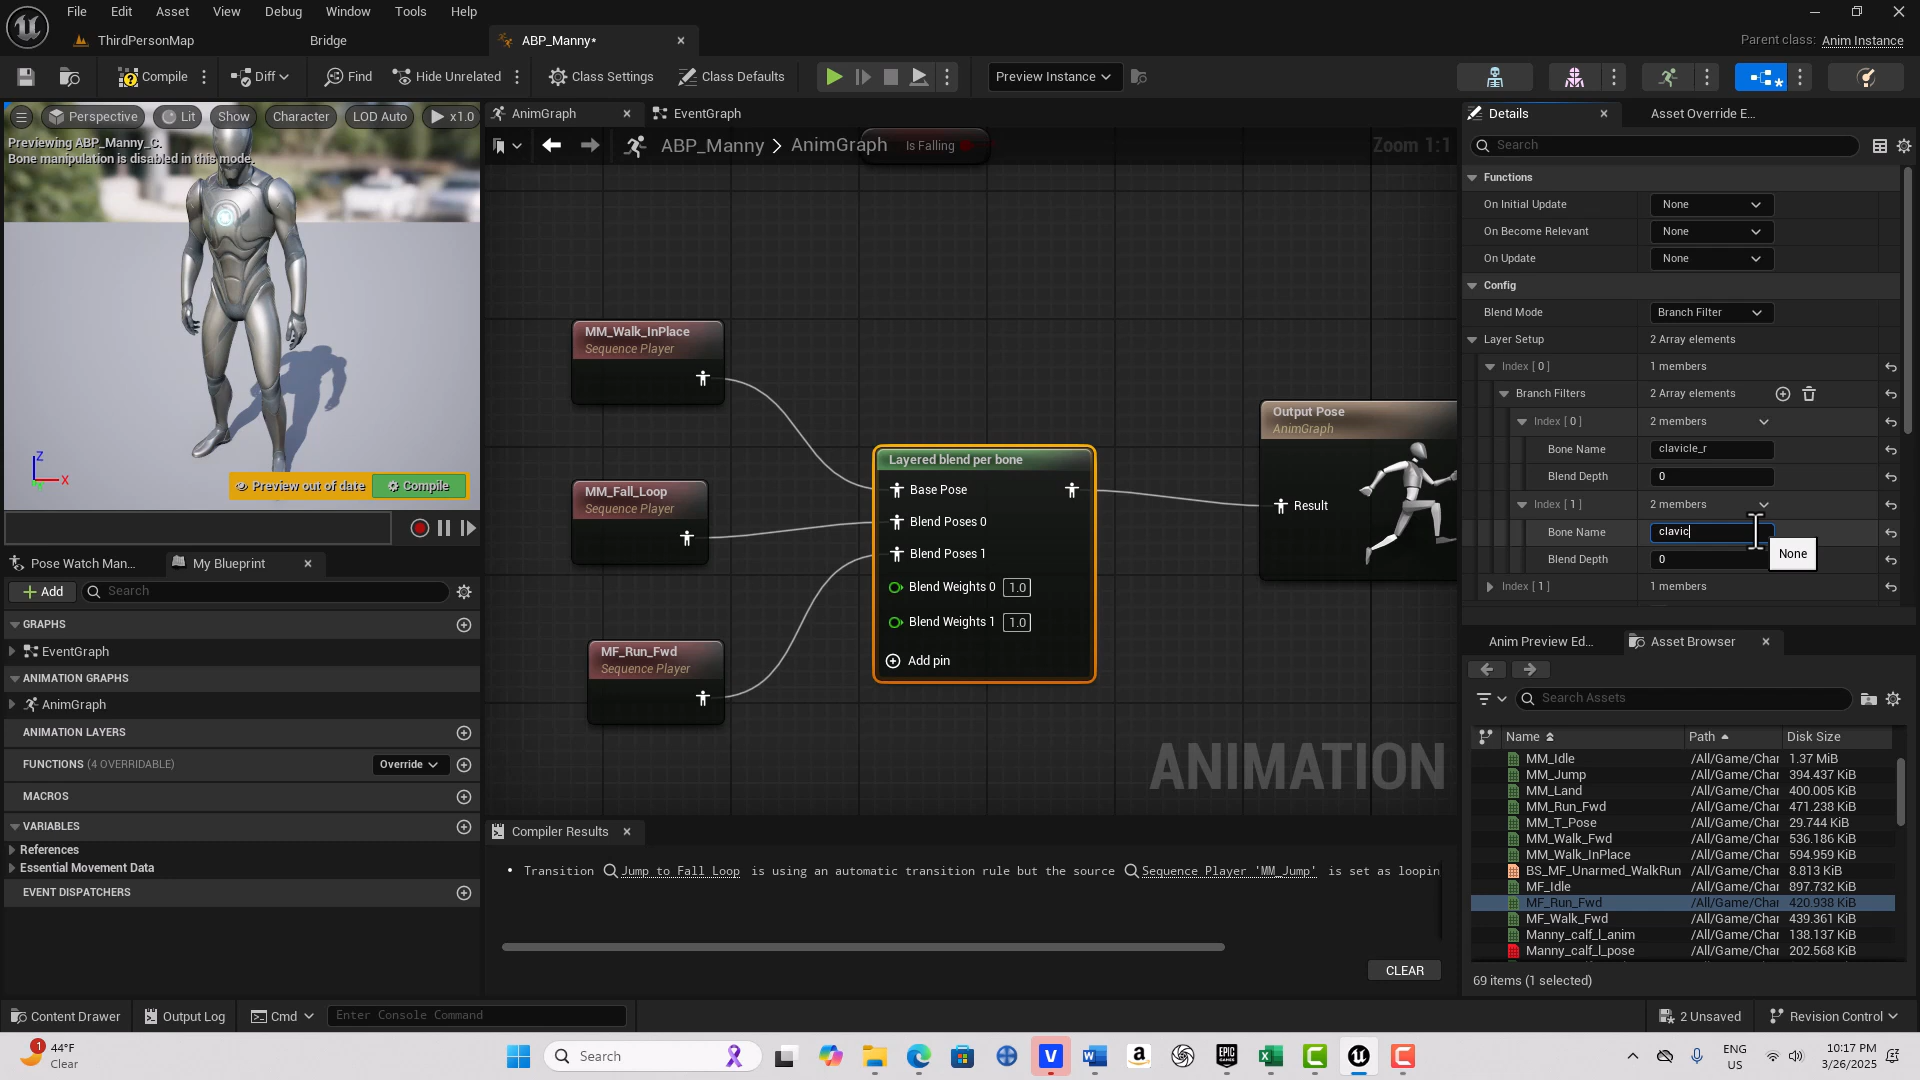 File Edit Asset View Debug Window Tools Help
ThirdPersonMap Bridge ABP_Manny* Parent class: Anim Instance
Compile Diff Find Hide Unrelated Class Settings Class Defaults Preview Instance
Perspective Lit Show Character LOD Auto x1.0
Previewing ABP_Manny_C.
Bone manipulation is disabled in this mode.
Z
X
Preview out of date Compile
Pose Watch Man... My Blueprint
Add Search
GRAPHS
EventGraph
ANIMATION GRAPHS
AnimGraph
ANIMATION LAYERS
FUNCTIONS (4 OVERRIDABLE) Override
MACROS
VARIABLES
References
Essential Movement Data
EVENT DISPATCHERS
AnimGraph EventGraph
ABP_Manny > AnimGraph Is Falling Zoom 1:1
MM_Walk_InPlace
Sequence Player
MM_Fall_Loop
Sequence Player
MF_Run_Fwd
Sequence Player
Layered blend per bone
Base Pose
Blend Poses 0
Blend Poses 1
Blend Weights 0 1.0
Blend Weights 1 1.0
Add pin
Output Pose
AnimGraph
Result
ANIMATION
Compiler Results
• Transition Jump to Fall Loop is using an automatic transition rule but the source Sequence Player 'MM_Jump' is set as loopin
CLEAR
Details Asset Override E...
Search
Functions
On Initial Update None
On Become Relevant None
On Update None
Config
Blend Mode Branch Filter
Layer Setup 2 Array elements
Index [ 0 ] 1 members
Branch Filters 2 Array elements
Index [ 0 ] 2 members
Bone Name clavicle_r
Blend Depth 0
Index [ 1 ] 2 members
Bone Name clavic
None
Blend Depth 0
Index [ 1 ] 1 members
Anim Preview Ed... Asset Browser
Search Assets
Name Path Disk Size
MM_Idle /All/Game/Char 1.37 MiB
MM_Jump /All/Game/Char 394.437 KiB
MM_Land /All/Game/Char 400.005 KiB
MM_Run_Fwd /All/Game/Char 471.238 KiB
MM_T_Pose /All/Game/Char 29.744 KiB
MM_Walk_Fwd /All/Game/Char 536.186 KiB
MM_Walk_InPlace /All/Game/Char 594.959 KiB
BS_MF_Unarmed_WalkRun /All/Game/Char 8.813 KiB
MF_Idle /All/Game/Char 897.732 KiB
MF_Run_Fwd /All/Game/Char 420.938 KiB
MF_Walk_Fwd /All/Game/Char 439.361 KiB
Manny_calf_l_anim /All/Game/Char 138.137 KiB
Manny_calf_l_pose /All/Game/Char 202.568 KiB
69 items (1 selected)
Content Drawer Output Log Cmd Enter Console Command 2 Unsaved Revision Control
1 44°F
Clear
Search
ENG
US
10:17 PM
3/26/2025